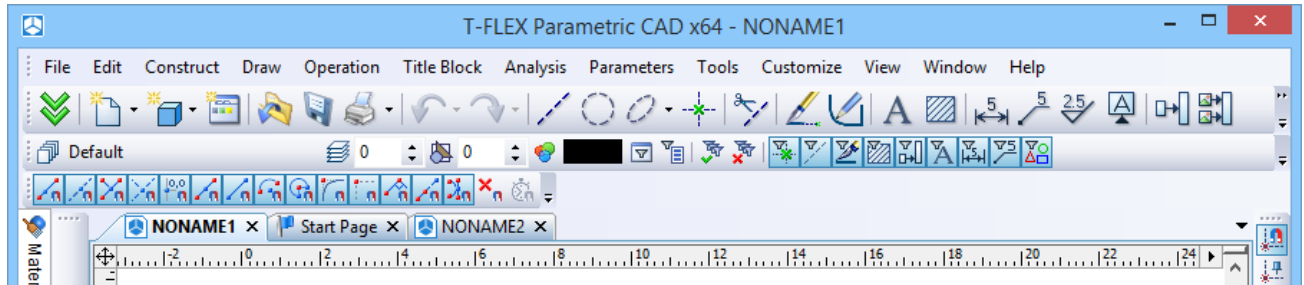 T-FLEX Parametric CAD x64 - NONAME1
File Edit Construct Draw Operation Title Block Analysis Parameters Tools Customize View Window Help
A 5 5 2.5 A
Default 0 0
A
0,0
NONAME1 Start Page NONAME2
Mater
-2 0 2 4 6 8 10 12 14 16 18 20 22 24